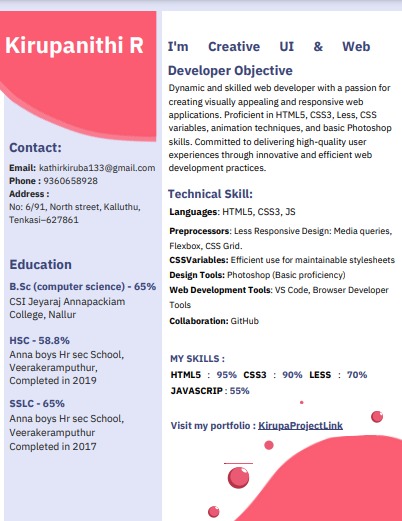 Kirupanithi R
Contact:
Email: kathirkiruba133@gmail.com
Phone : 9360658928
Address :
No: 6/91, North street, Kalluthu,
Tenkasi–627861
Education
B.Sc (computer science) - 65%
CSI Jeyaraj Annapackiam
College, Nallur
HSC - 58.8%
Anna boys Hr sec School,
Veerakeramputhur,
Completed in 2019
SSLC - 65%
Anna boys Hr sec School,
Veerakeramputhur
Completed in 2017
I'm Creative UI & Web
Developer Objective
Dynamic and skilled web developer with a passion for
creating visually appealing and responsive web
applications. Proficient in HTML5, CSS3, Less, CSS
variables, animation techniques, and basic Photoshop
skills. Committed to delivering high-quality user
experiences through innovative and efficient web
development practices.
Technical Skill:
Languages: HTML5, CSS3, JS
Preprocessors: Less Responsive Design: Media queries,
Flexbox, CSS Grid.
CSSVariables: Efficient use for maintainable stylesheets
Design Tools: Photoshop (Basic proficiency)
Web Development Tools: VS Code, Browser Developer
Tools
Collaboration: GitHub
MY SKILLS :
HTML5 : 95% CSS3 : 90% LESS : 70%
JAVASCRIP : 55%
Visit my portfolio : KirupaProjectLink